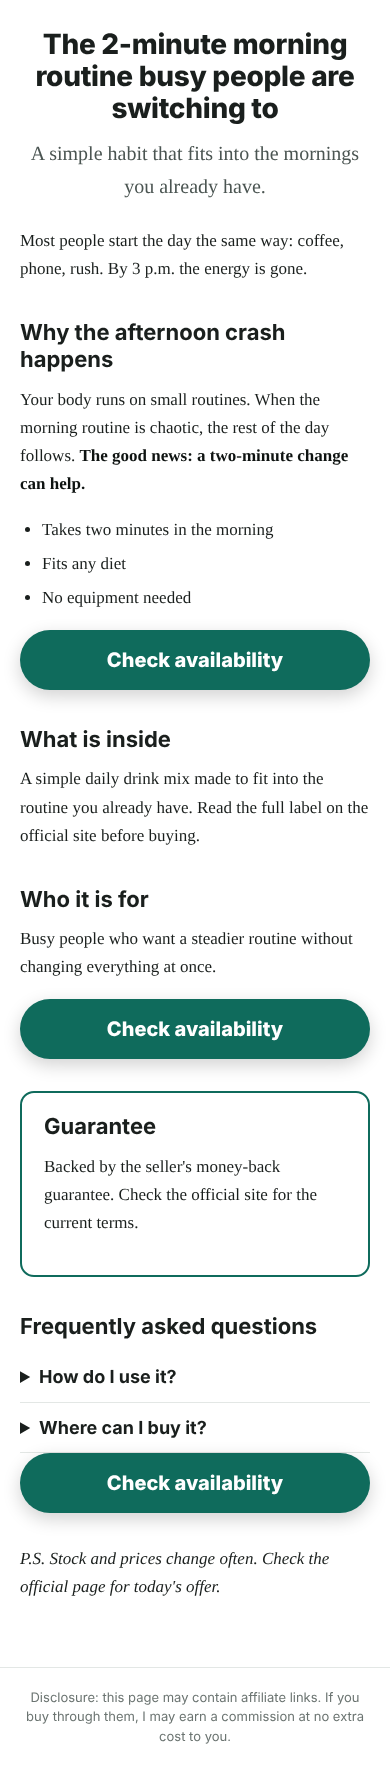 The 2-minute morning
routine busy people are
switching to
A simple habit that fits into the mornings
you already have.
Most people start the day the same way: coffee,
phone, rush. By 3 p.m. the energy is gone.
Why the afternoon crash
happens
Your body runs on small routines. When the
morning routine is chaotic, the rest of the day
follows. The good news: a two-minute change
can help.
• Takes two minutes in the morning
• Fits any diet
• No equipment needed
Check availability
What is inside
A simple daily drink mix made to fit into the
routine you already have. Read the full label on the
official site before buying.
Who it is for
Busy people who want a steadier routine without
changing everything at once.
Check availability
Guarantee
Backed by the seller's money-back
guarantee. Check the official site for the
current terms.
Frequently asked questions
How do I use it?
Where can I buy it?
Check availability
P.S. Stock and prices change often. Check the
official page for today's offer.
Disclosure: this page may contain affiliate links. If you
buy through them, I may earn a commission at no extra
cost to you.